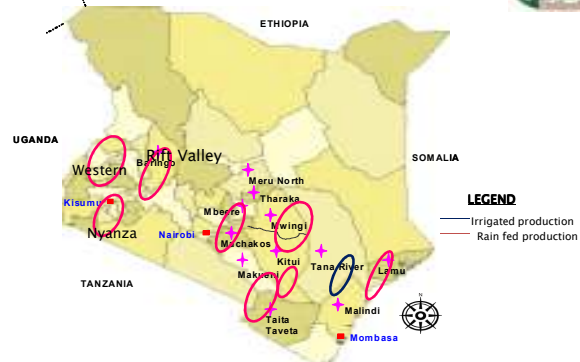 ETHIOPIA
UGANDA
SOMALIA
Rift Valley
Baringo
Western
Meru North
Tharaka
Kisumu
Mbeere
Mwingi
Nyanza
Nairobi
Machakos
Kitui
Tana River
Lamu
Makueni
TANZANIA
Malindi
Taita
Taveta
Mombasa
LEGEND
Irrigated production
Rain fed production
N